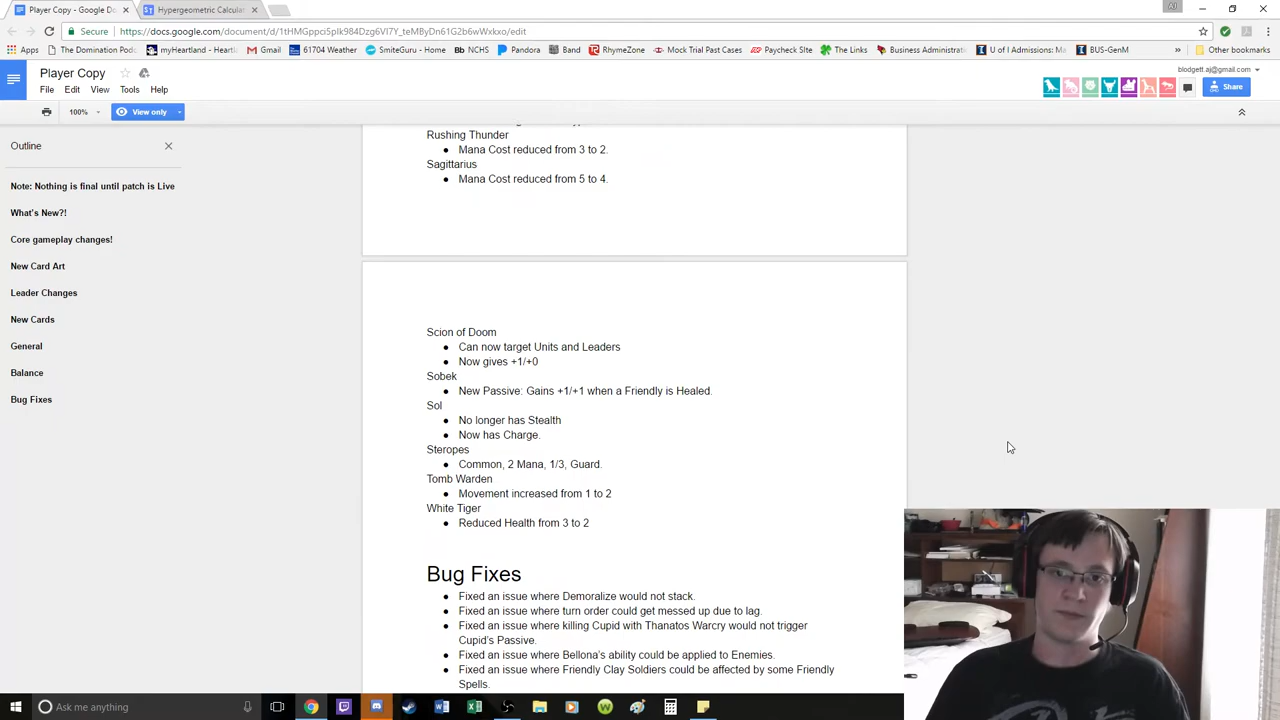 Player Copy - Google Do
Hypergeometric Calculat
AJ
Secure
https://docs.google.com/document/d/
/edit
Apps
The Domination Podc
myHeartland - Heartla
Gmail
61704 Weather
SmiteGuru - Home
NCHS
Pandora
Band
RhymeZone
Mock Trial Past Cases
Paycheck SIte
The Links
Business Administrati
U of I Admissions: Ma
BUS-GenM
»
Other bookmarks
Player Copy
blodgett.aj@gmail.com
File Edit View Tools Help
Share
100%
View only
Rushing Thunder
● Mana Cost reduced from 3 to 2.
Sagittarius
● Mana Cost reduced from 5 to 4.
Outline
Note: Nothing is final until patch is Live
What's New?!
Core gameplay changes!
New Card Art
Leader Changes
New Cards
General
Balance
Bug Fixes
Scion of Doom
● Can now target Units and Leaders
● Now gives +1/+0
Sobek
● New Passive: Gains +1/+1 when a Friendly is Healed.
Sol
● No longer has Stealth
● Now has Charge.
Steropes
● Common, 2 Mana, 1/3, Guard.
Tomb Warden
● Movement increased from 1 to 2
White Tiger
● Reduced Health from 3 to 2
Bug Fixes
● Fixed an issue where Demoralize would not stack.
● Fixed an issue where turn order could get messed up due to lag.
● Fixed an issue where killing Cupid with Thanatos Warcry would not trigger
Cupid's Passive.
● Fixed an issue where Bellona's ability could be applied to Enemies.
● Fixed an issue where Friendly Clay Soldiers could be affected by some Friendly
Spells.
Ask me anything